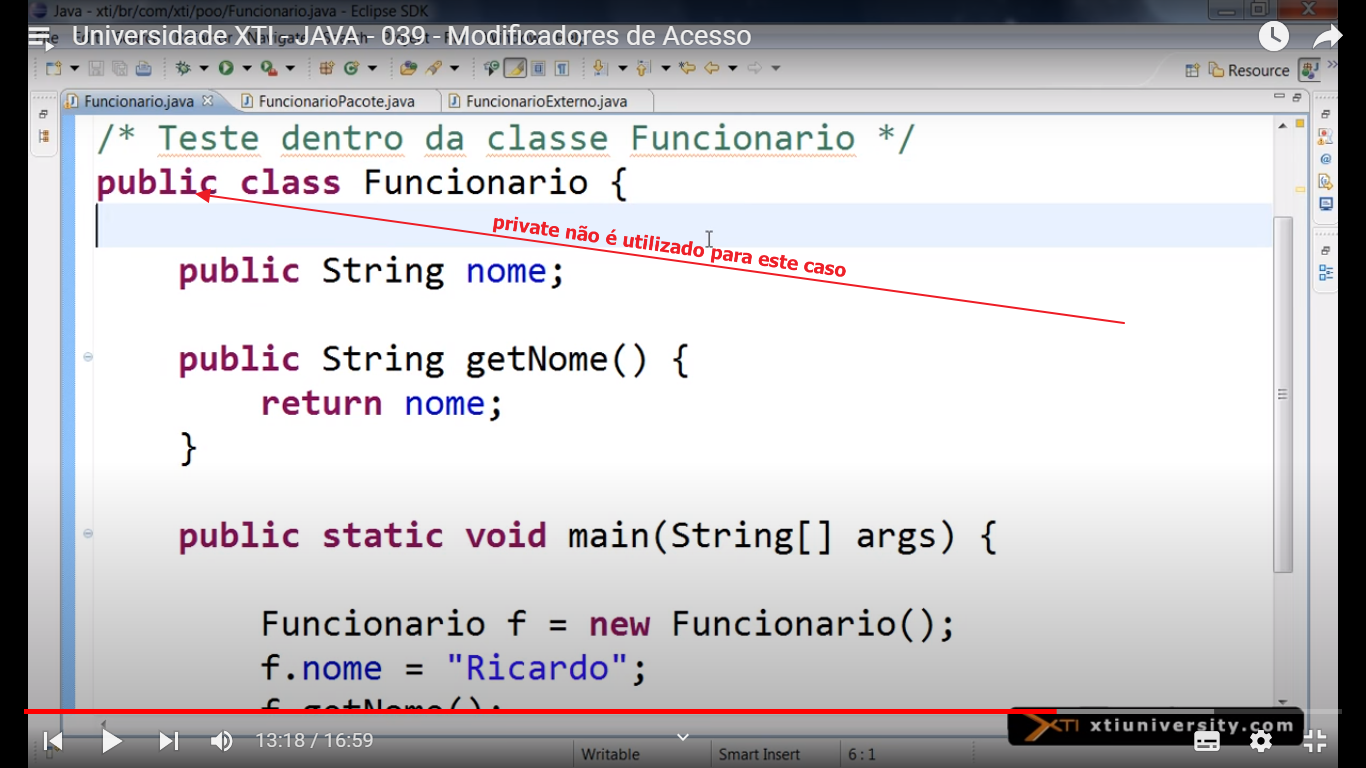 Java - xti/br/com/xti/poo/Funcionario.java - Eclipse SDK
Universidade XTI - JAVA - 039 - Modificadores de Acesso
Resource
Funcionario.java
FuncionarioPacote.java
FuncionarioExterno.java
/* Teste dentro da classe Funcionario */
public class Funcionario {
private não é utilizado para este caso
public String nome;
public String getNome() {
return nome;
}
public static void main(String[] args) {
Funcionario f = new Funcionario();
f.nome = "Ricardo";
f.getNome();
XTI xtiuniversity.com
13:18 / 16:59
Writable
Smart Insert
6 : 1